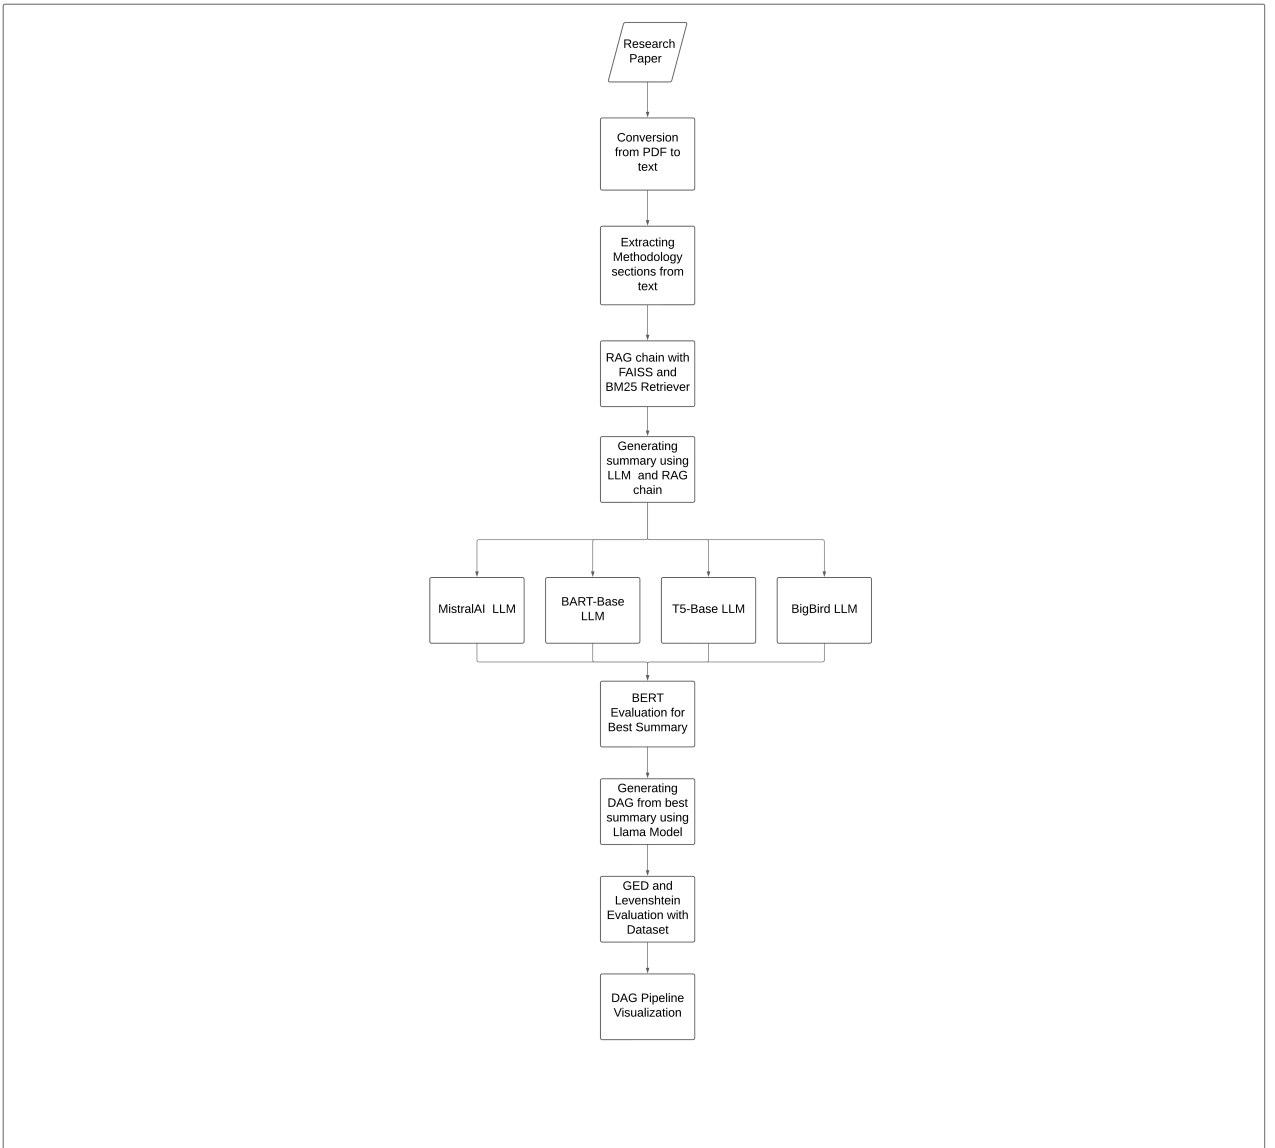 Research
Paper
Conversion
from PDF to
text
Extracting
Methodology
sections from
text
RAG chain with
FAISS and
BM25 Retriever
Generating
summary using
LLM  and RAG
chain
MistralAI  LLM
BART-Base
LLM
T5-Base LLM
BigBird LLM
BERT
Evaluation for
Best Summary
Generating
DAG from best
summary using
Llama Model
GED and
Levenshtein
Evaluation with
Dataset
DAG Pipeline
Visualization